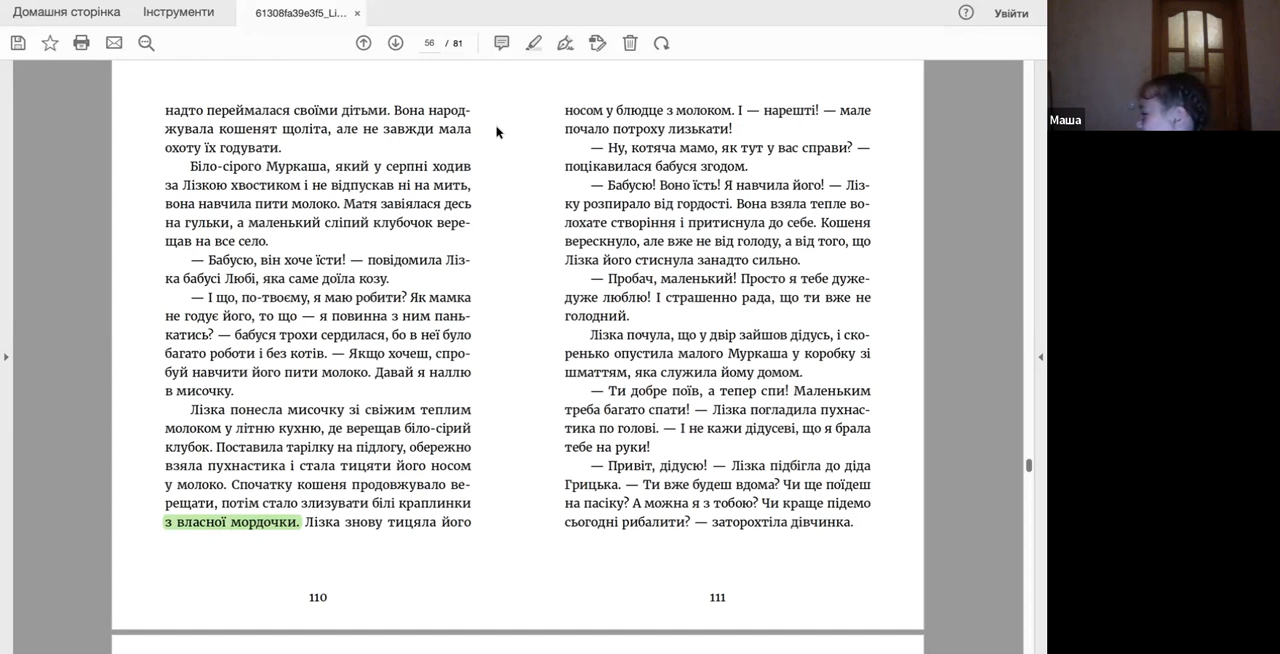 Домашня сторінка
Інструменти
61308fa39e3f5_Li...
Увійти
56 / 81
надто переймалася своїми дітьми. Вона народ-
жувала кошенят щоліта, але не завжди мала
охоту їх годувати.
Біло-сірого Муркаша, який у серпні ходив
за Лізкою хвостиком і не відпускав ні на мить,
вона навчила пити молоко. Матя завіялася десь
на гульки, а маленький сліпий клубочок вере-
щав на все село.
— Бабусю, він хоче їсти! — повідомила Ліз-
ка бабусі Любі, яка саме доїла козу.
— І що, по-твоєму, я маю робити? Як мамка
не годує його, то що — я повинна з ним пань-
катись? — бабуся трохи сердилася, бо в неї було
багато роботи і без котів. — Якщо хочеш, спро-
буй навчити його пити молоко. Давай я наллю
в мисочку.
Лізка понесла мисочку зі свіжим теплим
молоком у літню кухню, де верещав біло-сірий
клубок. Поставила тарілку на підлогу, обережно
взяла пухнастика і стала тицяти його носом
у молоко. Спочатку кошеня продовжувало ве-
рещати, потім стало злизувати білі краплинки
з власної мордочки. Лізка знову тицяла його
110
носом у блюдце з молоком. І — нарешті! — мале
почало потроху лизькати!
— Ну, котяча мамо, як тут у вас справи? —
поцікавилася бабуся згодом.
— Бабусю! Воно їсть! Я навчила його! — Ліз-
ку розпирало від гордості. Вона взяла тепле во-
лохате створіння і притиснула до себе. Кошеня
верескнуло, але вже не від голоду, а від того, що
Лізка його стиснула занадто сильно.
— Пробач, маленький! Просто я тебе дуже-
дуже люблю! І страшенно рада, що ти вже не
голодний.
Лізка почула, що у двір зайшов дідусь, і ско-
ренько опустила малого Муркаша у коробку зі
шматтям, яка служила йому домом.
— Ти добре поїв, а тепер спи! Маленьким
треба багато спати! — Лізка погладила пухнас-
тика по голові. — І не кажи дідусеві, що я брала
тебе на руки!
— Привіт, дідусю! — Лізка підбігла до діда
Грицька. — Ти вже будеш вдома? Чи ще поїдеш
на пасіку? А можна я з тобою? Чи краще підемо
сьогодні рибалити? — заторохтіла дівчинка.
111
Маша